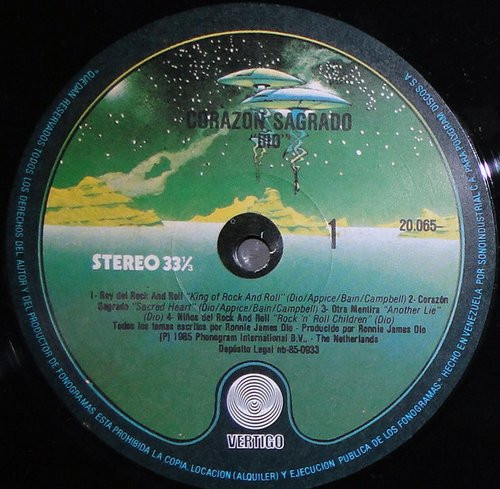 CORAZON SAGRADO
"DIO"
1
20.065-
STEREO 33⅓
1- Rey del Rock And Roll "King of Rock And Roll" (Dio/Appice/Bain/Campbell) 2- Corazón
Sagrado "Sacred Heart" (Dio/Appice/Bain/Campbell) 3- Otra Mentira "Another Lie"
(Dio) 4- Niños del Rock And Roll "Rock 'n' Roll Children" (Dio)
Todos los temas escritos por Ronnie James Dio - Producido por Ronnie James Dio
(P) 1985 Phonogram International B.V.. - The Netherlands
Depósito Legal nb-85-0933
VERTIGO
"QUEDAN RESERVADOS TODOS LOS DERECHOS DEL AUTOR Y DEL PRODUCTOR DE FONOGRAMAS. ESTA PROHIBIDA LA COPIA, LOCACION (ALQUILER) Y EJECUCION PUBLICA DE LOS FONOGRAMAS" HECHO EN VENEZUELA, POR SONOINDUSTRIAL C.A. PARA FONOGRAM DISCOS S.A.